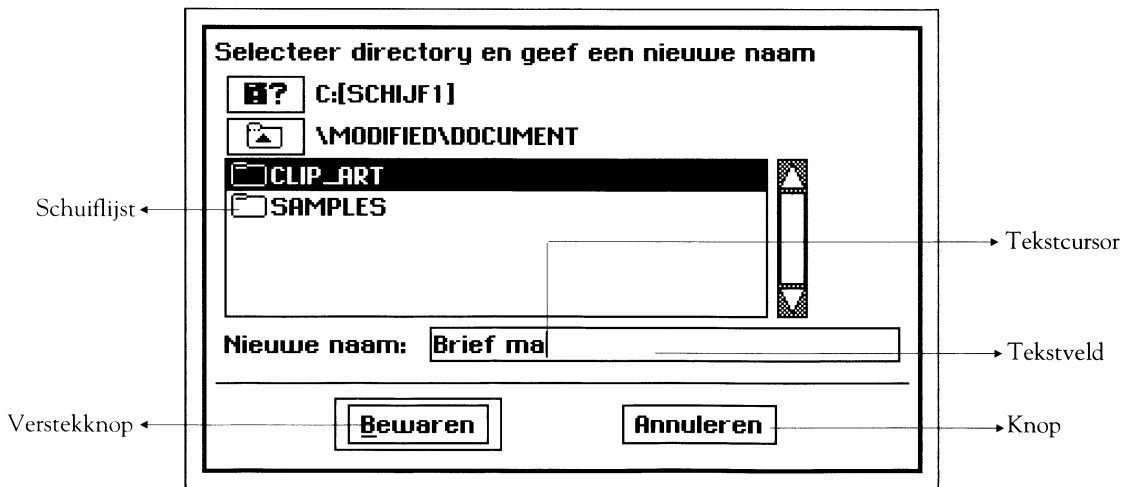 Selecteer directory en geef een nieuwe naam
?
C:[SCHIJF1]
\MODIFIED\DOCUMENT
CLIP_ART
SAMPLES
Schuiflijst
Tekstcursor
Nieuwe naam: Brief ma
Tekstveld
Verstekknop
Bewaren
Annuleren
Knop